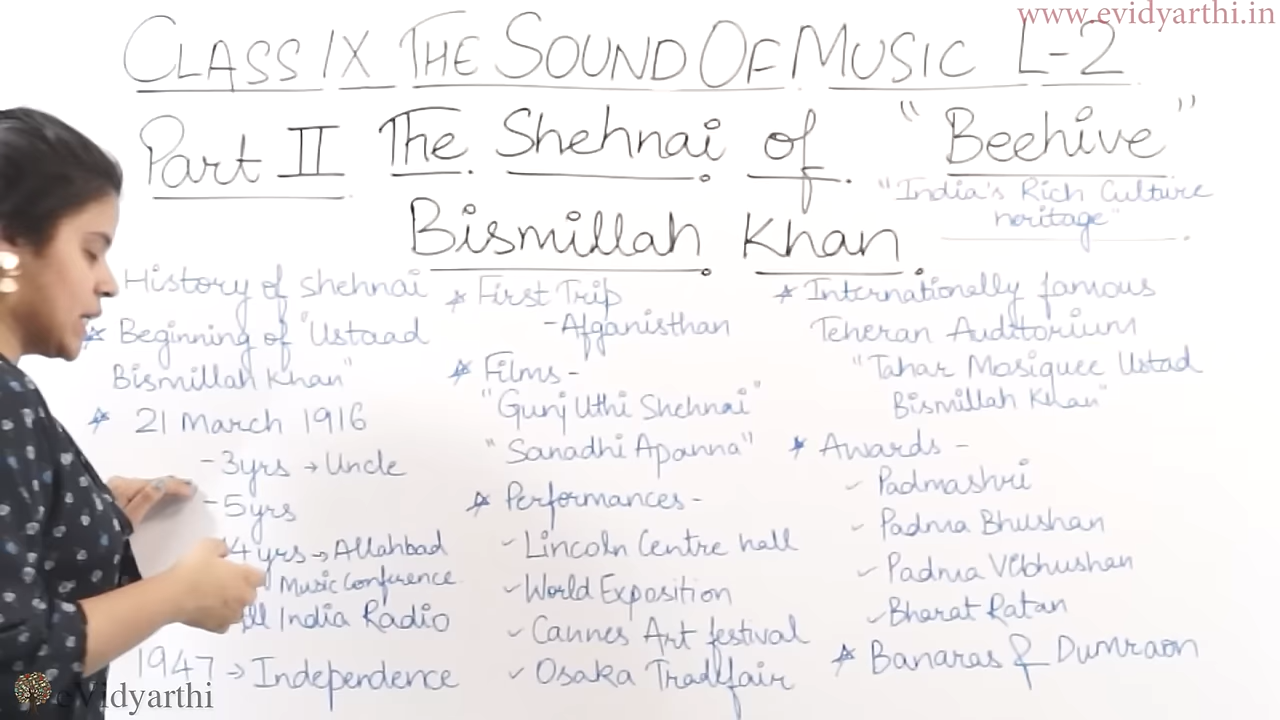 www.evidyarthi.in
CLASS IX THE SOUND OF MUSIC L-2
Part II The Shehnai of "Beehive"
"India's Rich Culture
heritage"
Bismillah Khan
History of shehnai
Beginning of "Ustaad
Bismillah Khan"
21 March 1916
- 3yrs → Uncle
- 5yrs
4 yrs → Allahbad
Music Conference
India Radio
1947 → Independence
First Trip
- Afganisthan
Films -
"Gunj Uthi Shehnai"
"Sanadhi Apanna"
Performances -
Lincoln Centre hall
World Exposition
Cannes Art festival
Osaka Tradefair
Internationally famous
Teheran Auditorium
"Tahar Mosiquee Ustad
Bismillah Khan"
Awards -
Padmashri
Padma Bhushan
Padma Vibhushan
Bharat Ratan
Banaras & Dumraon
eVidyarthi